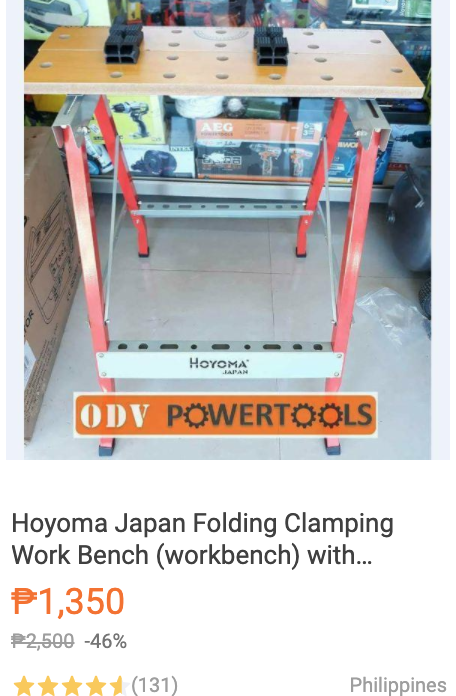 AEG
HOYOMA
JAPAN
ODV POWERTOOLS
Hoyoma Japan Folding Clamping
Work Bench (workbench) with...
₱1,350
₱2,500 -46%
(131)
Philippines